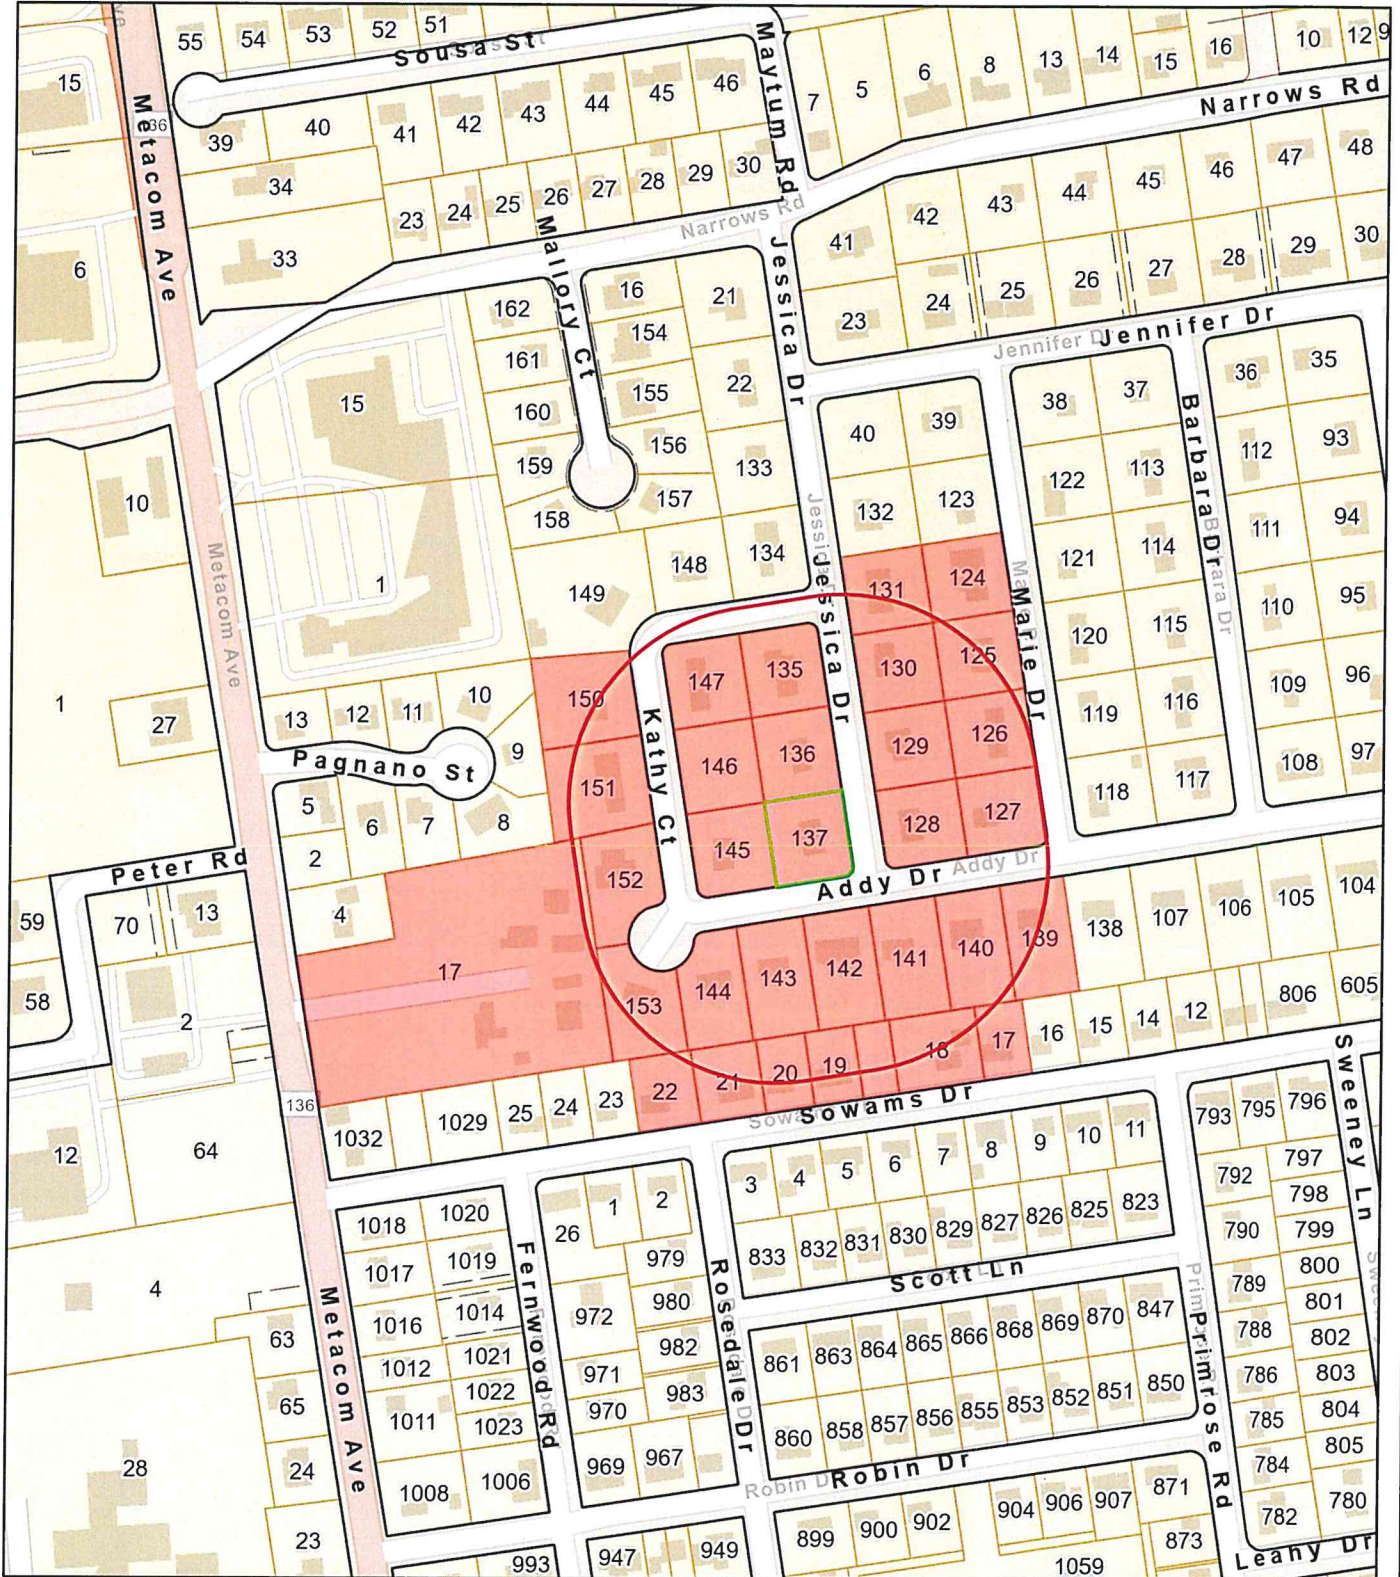 55 54 53 52 51
Sousa St
Maytum Rd
7 5 6 8 13 14 15 16 10 12 9
Narrows Rd
15
Metacom Ave
136
39 40 41 42 43 44 45 46
34
23 24 25 26 27 28 29 30
Narrows Rd
33
6
Mallory Ct
Jessica Dr
41 42 43 44 45 46 47 48
23 24 25 26 27 28 29 30
Jennifer Dr
Jennifer Dr
162 16 21
161 154
160 155 22
159 156 133
158 157
149 148 134
15
1
10
Metacom Ave
40 39
132 123
131 124
130 125
129 126
128 127
Jessica Dr
Jessica Dr
Marie Dr
38 37
122 113
121 114
120 115
119 116
118 117
Barbara Dr
Barbara Dr
36 35
112 93
111 94
110 95
109 96
108 97
1
27
13 12 11 10
9
Pagnano St
5 6 7 8
2
4
150
151
152
153
Kathy Ct
147 135
146 136
145 137
Addy Dr
Addy Dr
Peter Rd
59 70 13
58
2
17
144 143 142 141 140 139 138 107 106 105 104
22 21 20 19 18 17 16 15 14 12 806 605
Sowams Dr
136
1032 1029 25 24 23
12
64
3 4 5 6 7 8 9 10 11
833 832 831 830 829 827 826 825 823
Scott Ln
793 795 796
792 797
798
790 799
789 800
801
788 802
786 803
785 804
784 805
782 780
Sweeney Ln
1018 1020
1017 1019
1016 1014
1012 1021
1011 1022
1023
1008 1006
Fernwood Rd
26 1 2
979
972 980
982
971
970 983
969 967
Rosedale Dr
4
63
65
24
23
28
Metacom Ave
861 863 864 865 866 868 869 870 847
860 858 857 856 855 853 852 851 850
Primrose Rd
Robin Dr
Robin Dr
899 900 902 904 906 907 871
873
993 947 949 1059
Leahy Dr